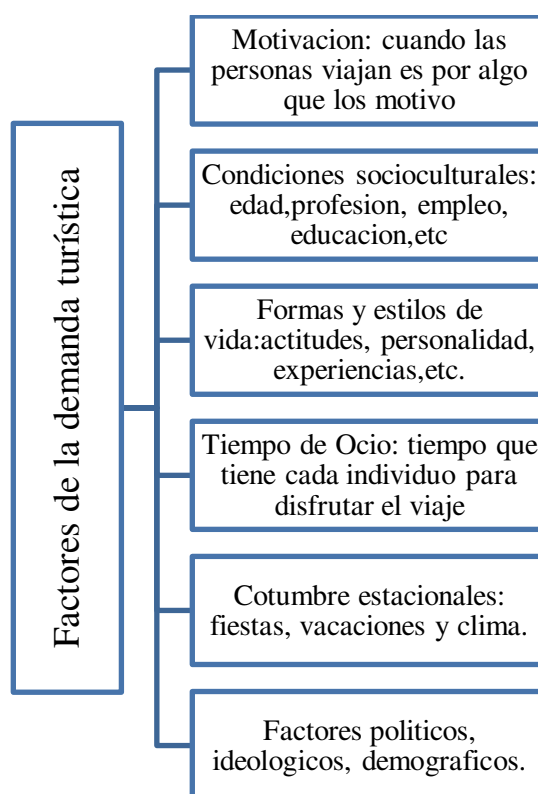 Factores de la demanda turística
Motivacion: cuando las
personas viajan es por algo
que los motivo
Condiciones socioculturales:
edad,profesion, empleo,
educacion,etc
Formas y estilos de
vida:actitudes, personalidad,
experiencias,etc.
Tiempo de Ocio: tiempo que
tiene cada individuo para
disfrutar el viaje
Cotumbre estacionales:
fiestas, vacaciones y clima.
Factores politicos,
ideologicos, demograficos.